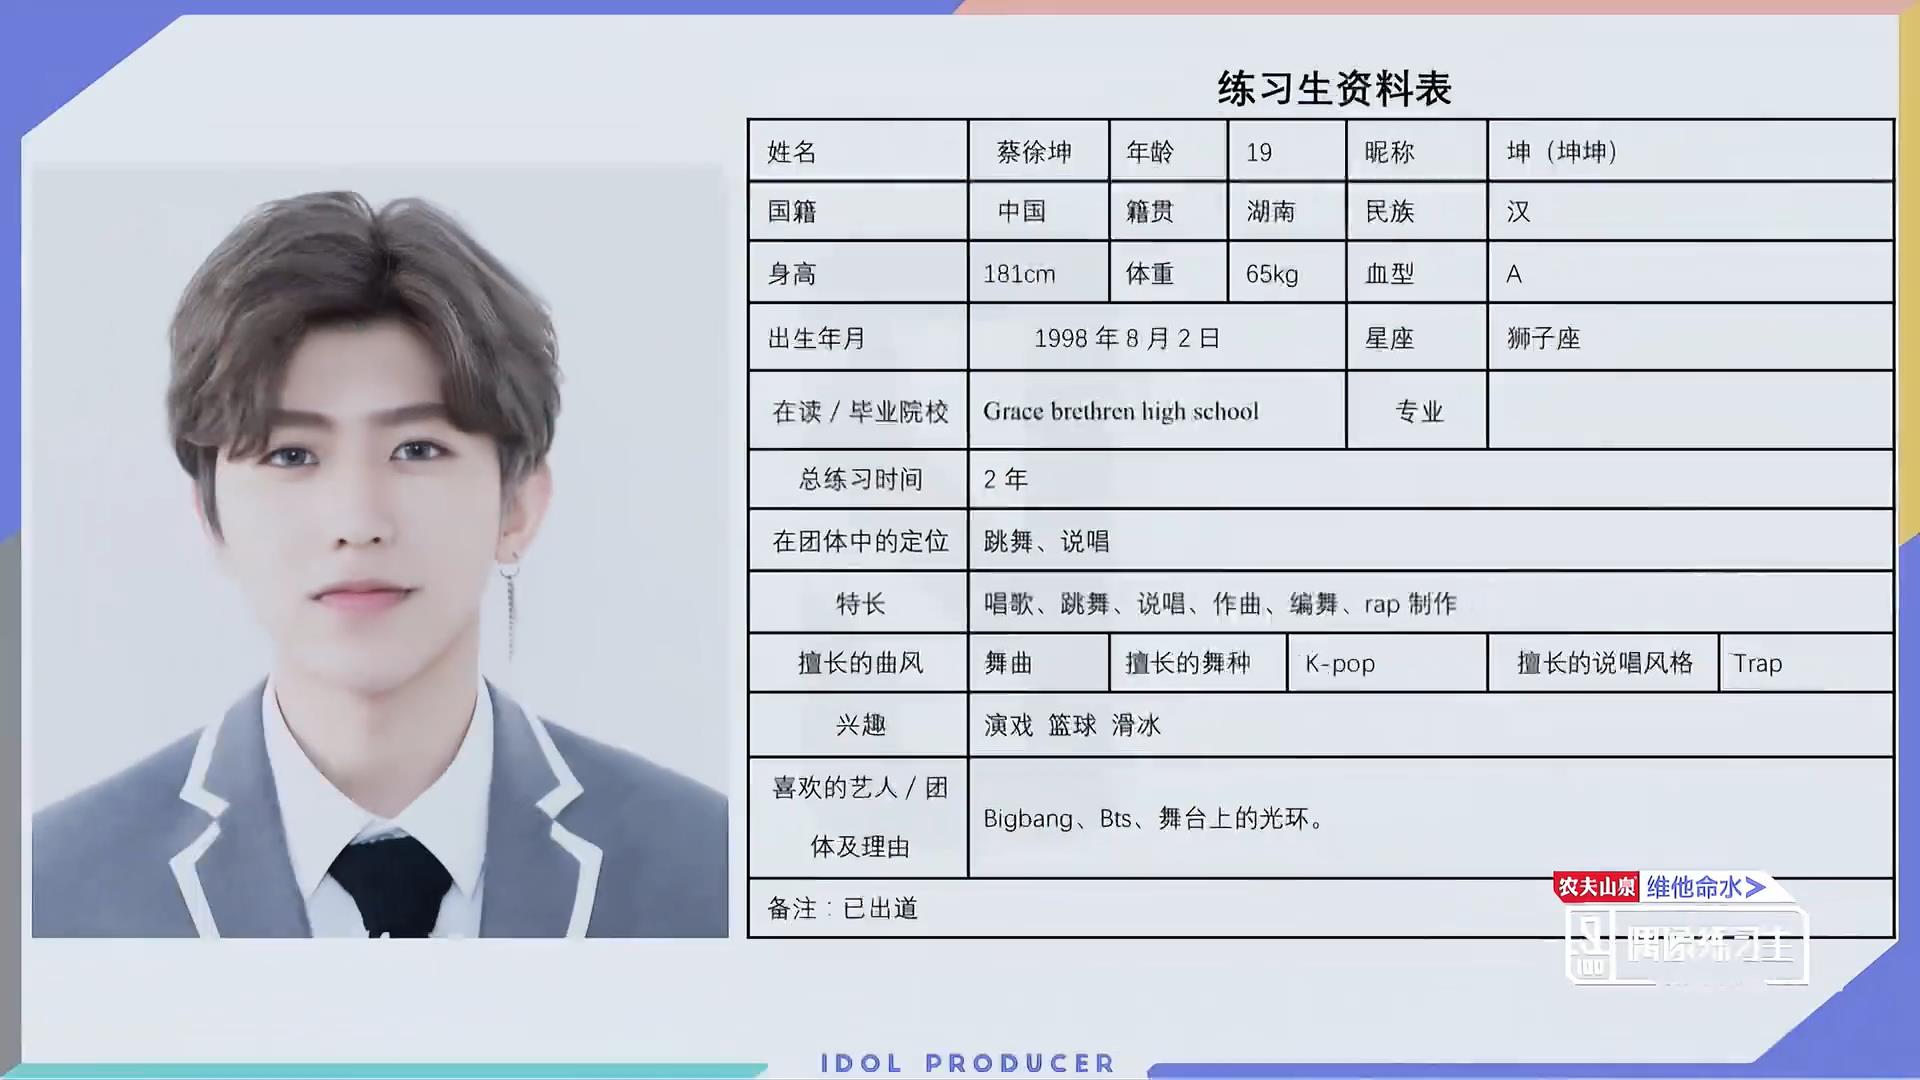 练习生资料表
姓名 蔡徐坤 年龄 19 昵称 坤（坤坤）
国籍 中国 籍贯 湖南 民族 汉
身高 181cm 体重 65kg 血型 A
出生年月 1998 年 8 月 2 日 星座 狮子座
在读 / 毕业院校 Grace brethren high school 专业
总练习时间 2 年
在团体中的定位 跳舞、说唱
特长 唱歌、跳舞、说唱、作曲、编舞、rap 制作
擅长的曲风 舞曲 擅长的舞种 K-pop 擅长的说唱风格 Trap
兴趣 演戏 篮球 滑冰
喜欢的艺人 / 团
体及理由
Bigbang、Bts、舞台上的光环。
备注：已出道
农夫山泉 维他命水
偶像练习生
100
IDOL PRODUCER